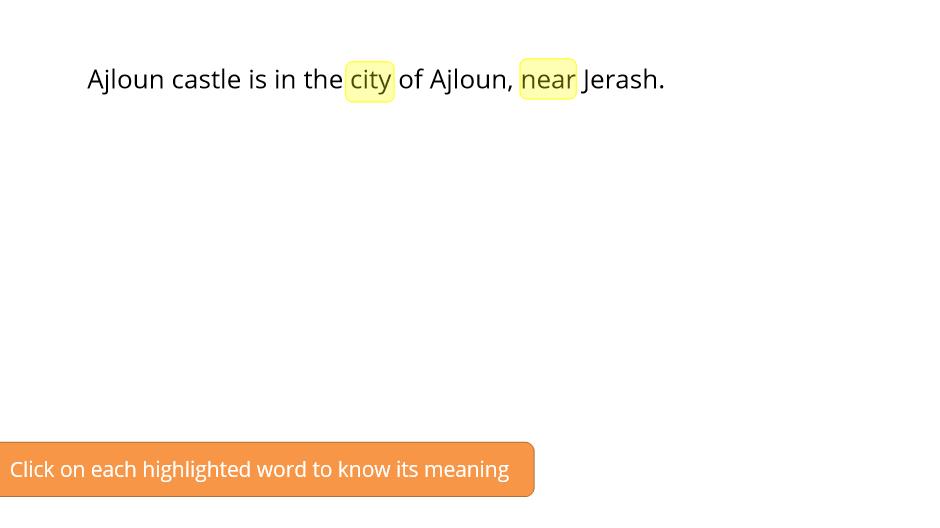 Ajloun castle is in the city of Ajloun, near Jerash.
Click on each highlighted word to know its meaning